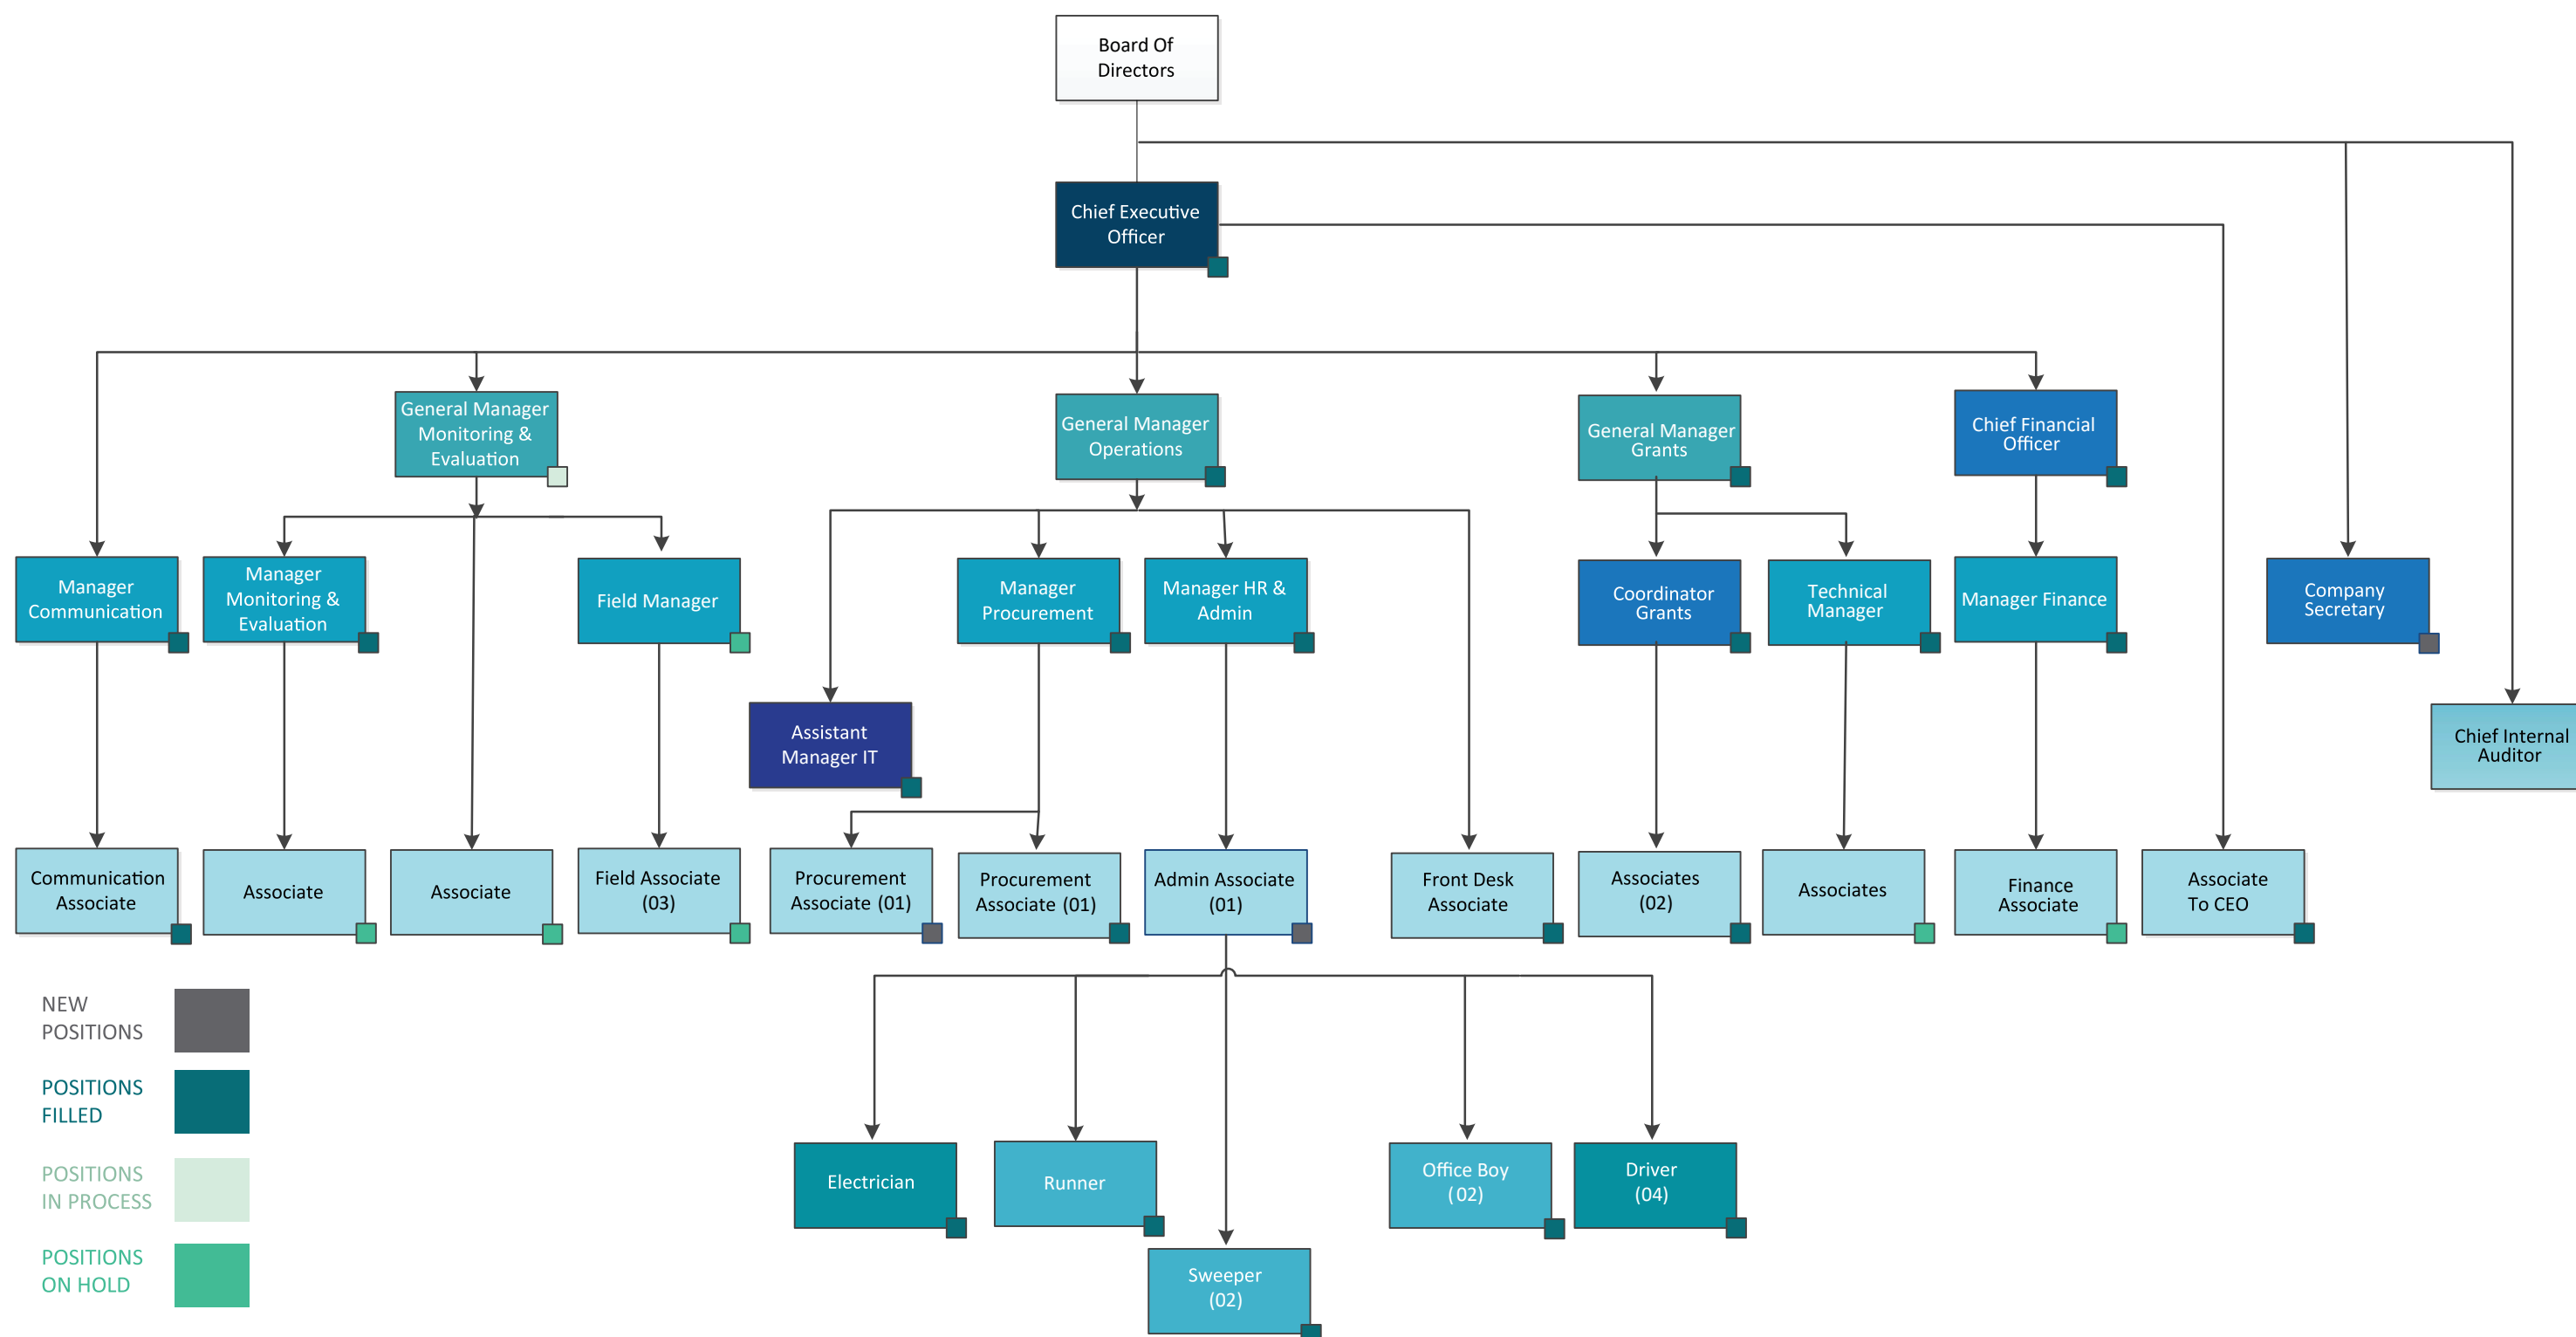 Board Of
Directors
Chief Executive
Officer
General Manager
Monitoring &
Evaluation
General Manager
Operations
General Manager
Grants
Chief Financial
Officer
Manager
Communication
Manager
Monitoring &
Evaluation
Field Manager
Manager
Procurement
Manager HR &
Admin
Coordinator
Grants
Technical
Manager
Manager Finance
Company
Secretary
Assistant
Manager IT
Chief Internal
Auditor
Communication
Associate
Associate
Associate
Field Associate
(03)
Procurement
Associate (01)
Procurement
Associate (01)
Admin Associate
(01)
Front Desk
Associate
Associates
(02)
Associates
Finance
Associate
Associate
To CEO
NEW
POSITIONS
POSITIONS
FILLED
POSITIONS
IN PROCESS
POSITIONS
ON HOLD
Electrician
Runner
Office Boy
(02)
Driver
(04)
Sweeper
(02)